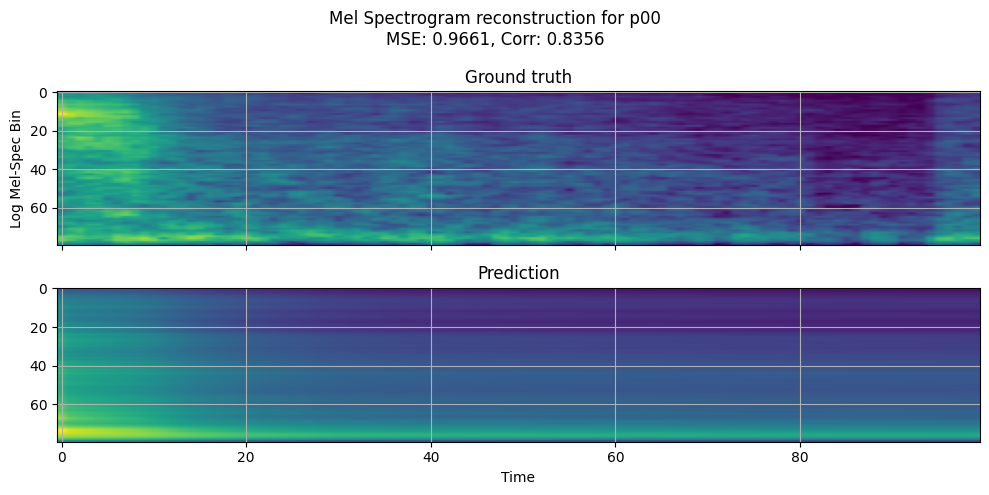 Mel Spectrogram reconstruction for p00
MSE: 0.9661, Corr: 0.8356
Ground truth
0
20
40
60
Log Mel-Spec Bin
Prediction
0
20
40
60
0 20 40 60 80
Time